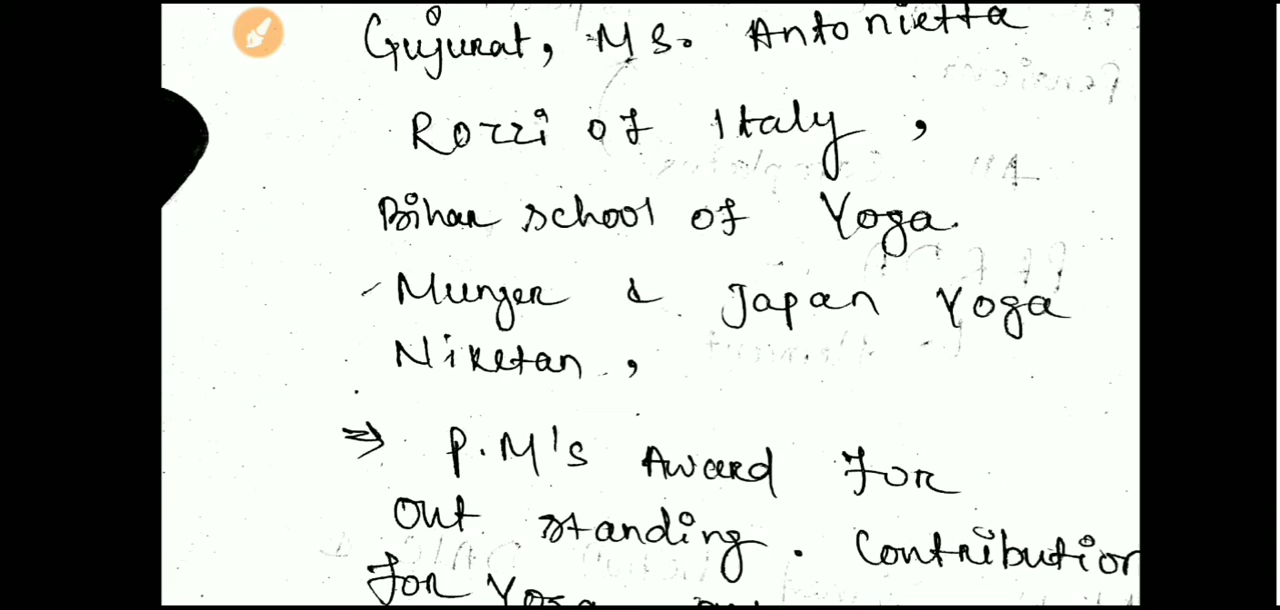 Gujurat, Ms. Antonietta
Rozzi of Italy,
Bihar school of Yoga.
Munger & Japan Yoga
Niketan,
⇒ P.M's Award for
out standing. Contribution
for Yoga